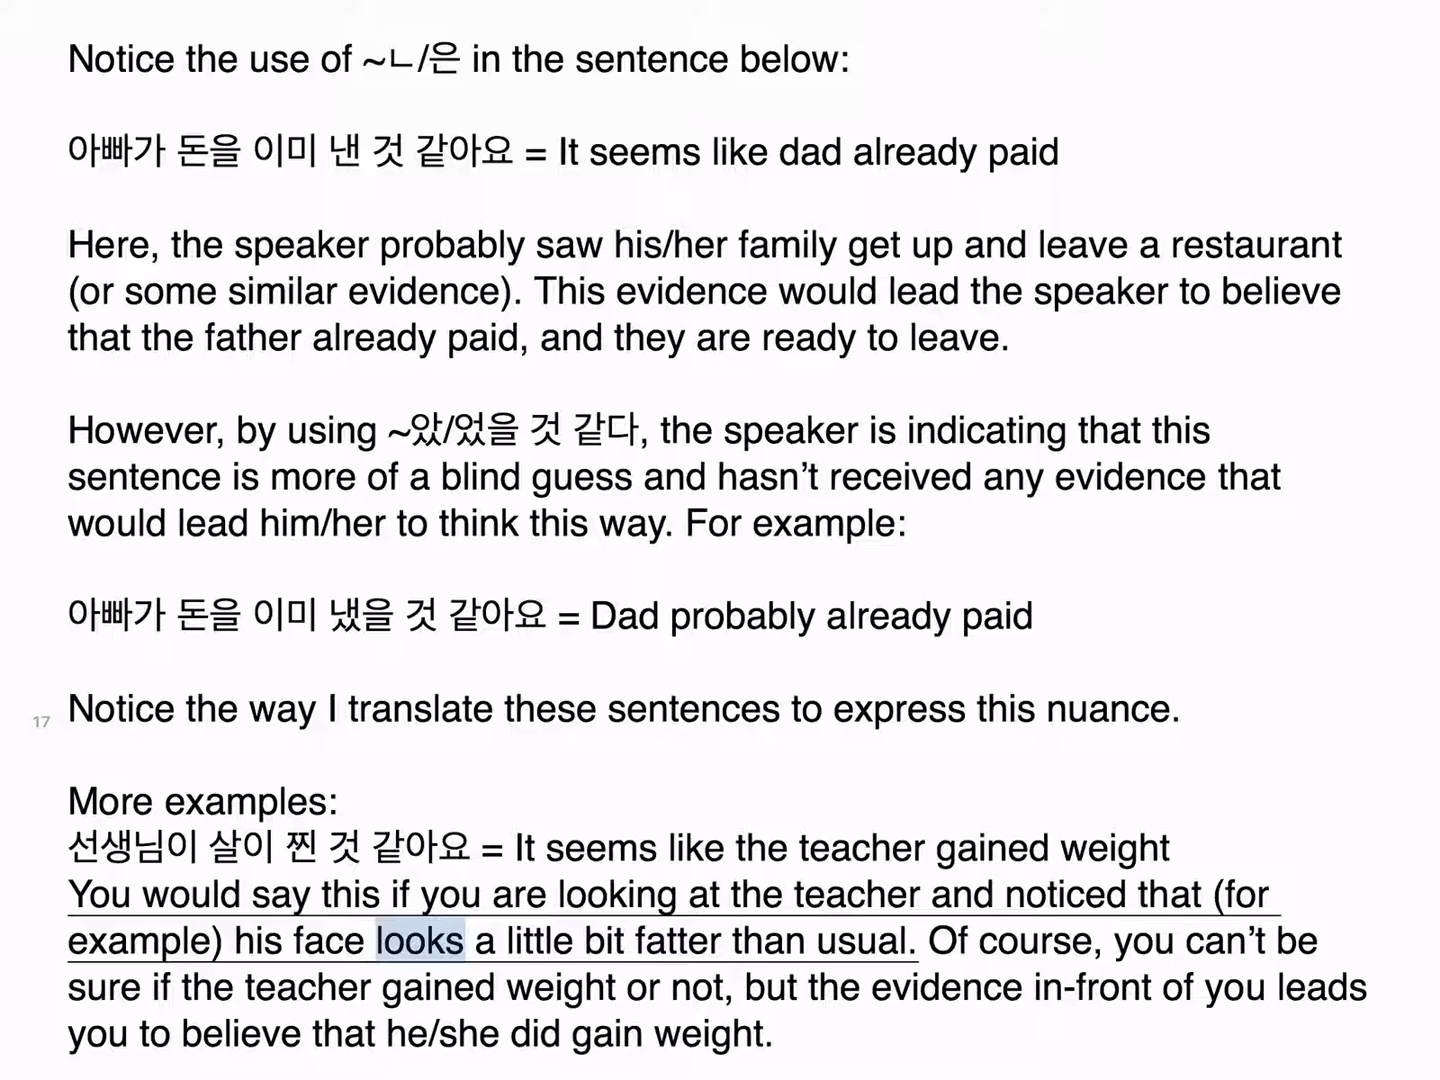 Notice the use of ~ㄴ/은 in the sentence below:
아빠가 돈을 이미 낸 것 같아요 = It seems like dad already paid
Here, the speaker probably saw his/her family get up and leave a restaurant
(or some similar evidence). This evidence would lead the speaker to believe
that the father already paid, and they are ready to leave.
However, by using ~았/었을 것 같다, the speaker is indicating that this
sentence is more of a blind guess and hasn’t received any evidence that
would lead him/her to think this way. For example:
아빠가 돈을 이미 냈을 것 같아요 = Dad probably already paid
17 Notice the way I translate these sentences to express this nuance.
More examples:
선생님이 살이 찐 것 같아요 = It seems like the teacher gained weight
You would say this if you are looking at the teacher and noticed that (for
example) his face looks a little bit fatter than usual. Of course, you can’t be
sure if the teacher gained weight or not, but the evidence in-front of you leads
you to believe that he/she did gain weight.